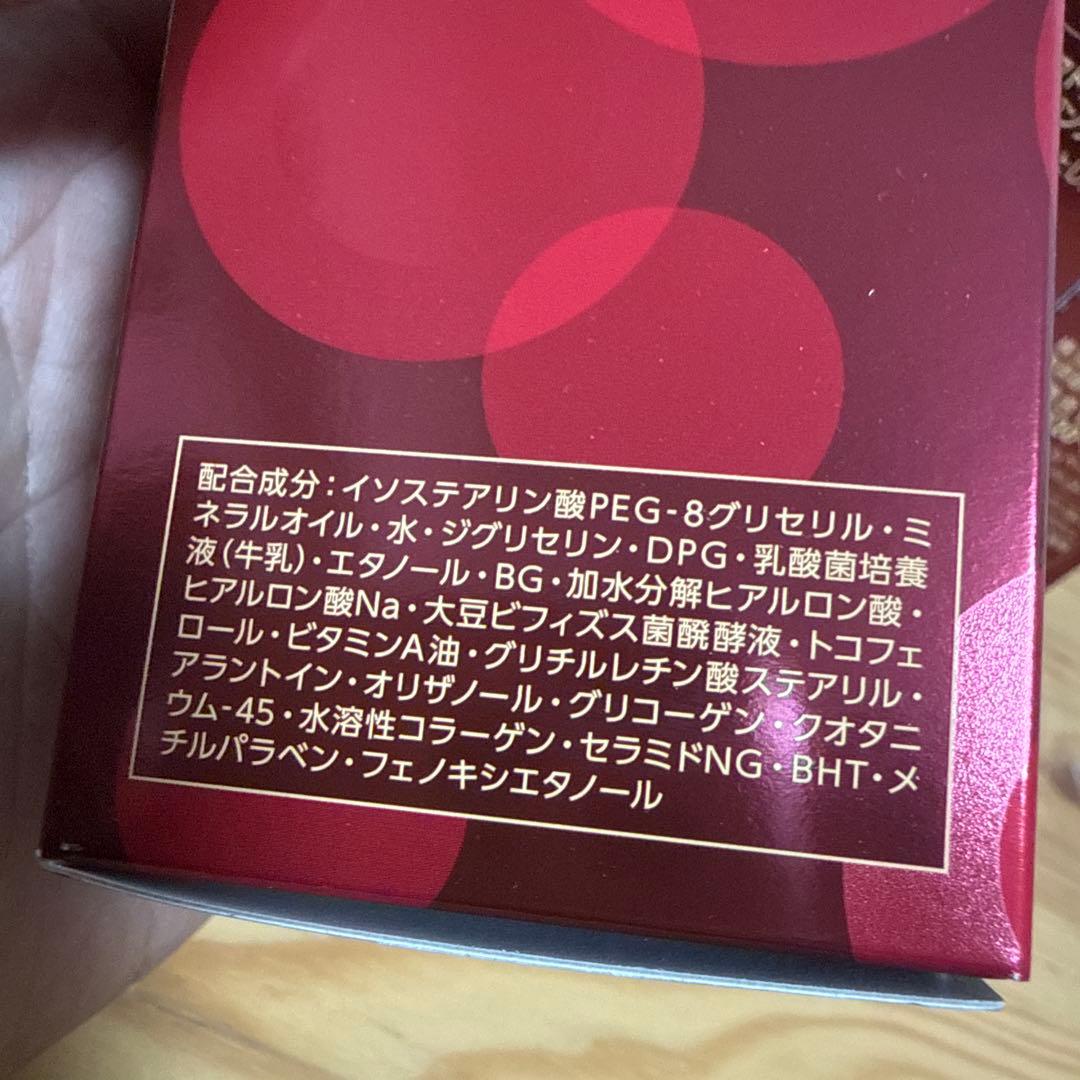 配合成分：イソステアリン酸PEG-8グリセリル・ミ
ネラルオイル・水・ジグリセリン・DPG・乳酸菌培養
液(牛乳)・エタノール・BG・加水分解ヒアルロン酸・
ヒアルロン酸Na・大豆ビフィズス菌醗酵液・トコフェ
ロール・ビタミンA油・グリチルレチン酸ステアリル・
アラントイン・オリザノール・グリコーゲン・クオタニ
ウム-45・水溶性コラーゲン・セラミドNG・BHT・メ
チルパラベン・フェノキシエタノール